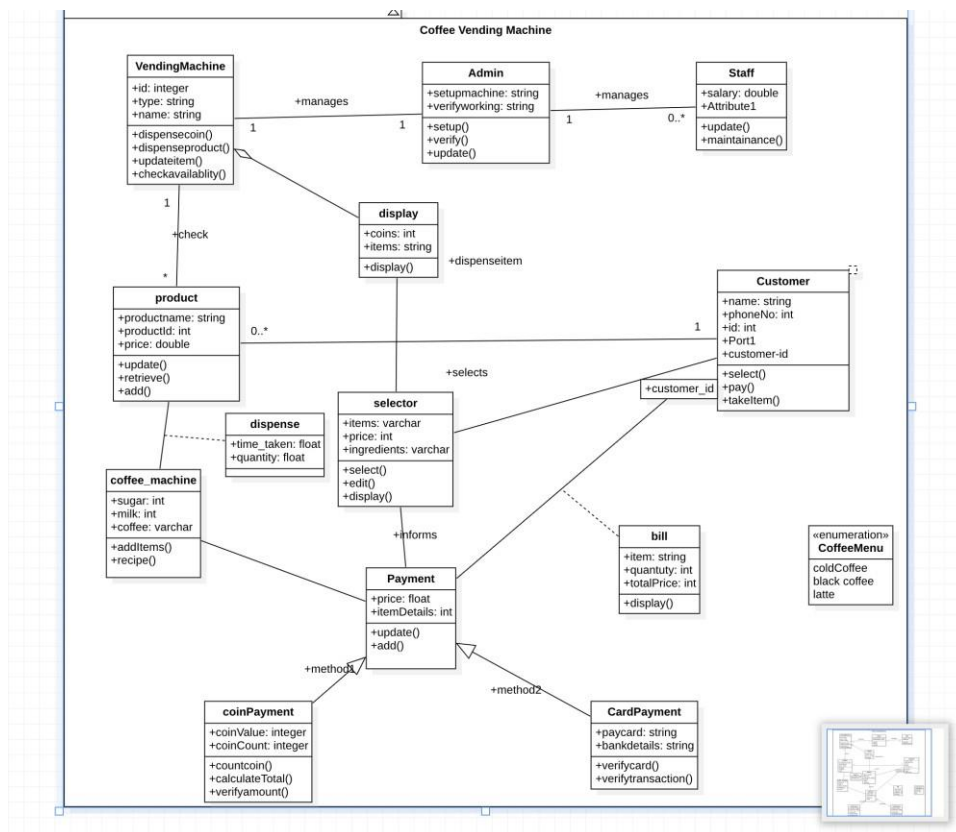 Coffee Vending Machine
VendingMachine
+id: integer
+type: string
+name: string
+dispensecoin()
+dispenseproduct()
+updateitem()
+checkavailablity()
+manages
1
1
Admin
+setupmachine: string
+verifyworking: string
+setup()
+verify()
+update()
+manages
1
0..*
Staff
+salary: double
+Attribute1
+update()
+maintainance()
1
+check
*
display
+coins: int
+items: string
+display()
+dispenseitem
Customer
+name: string
+phoneNo: int
+id: int
+Port1
+customer-id
+select()
+pay()
+takeItem()
product
+productname: string
+productId: int
+price: double
+update()
+retrieve()
+add()
0..*
1
+selects
+customer_id
selector
+items: varchar
+price: int
+ingredients: varchar
+select()
+edit()
+display()
dispense
+time_taken: float
+quantity: float
coffee_machine
+sugar: int
+milk: int
+coffee: varchar
+addItems()
+recipe()
+informs
bill
+item: string
+quantuty: int
+totalPrice: int
+display()
«enumeration»
CoffeeMenu
coldCoffee
black coffee
latte
Payment
+price: float
+itemDetails: int
+update()
+add()
+method1
+method2
coinPayment
+coinValue: integer
+coinCount: integer
+countcoin()
+calculateTotal()
+verifyamount()
CardPayment
+paycard: string
+bankdetails: string
+verifycard()
+verifytransaction()